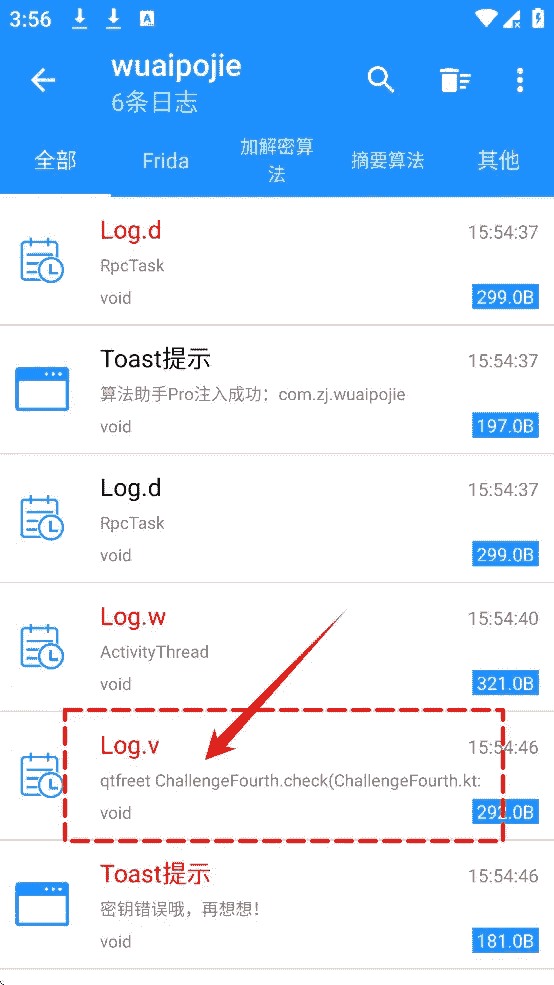 3:56
A
wuaipojie
6条日志
全部
Frida
加解密算
法
摘要算法
其他
Log.d
15:54:37
RpcTask
void
299.0B
Toast提示
15:54:37
算法助手Pro注入成功：com.zj.wuaipojie
void
197.0B
Log.d
15:54:37
RpcTask
void
299.0B
Log.w
15:54:40
ActivityThread
void
321.0B
Log.v
15:54:46
qtfreet ChallengeFourth.check(ChallengeFourth.kt:
void
292.0B
Toast提示
15:54:46
密钥错误哦，再想想！
void
181.0B